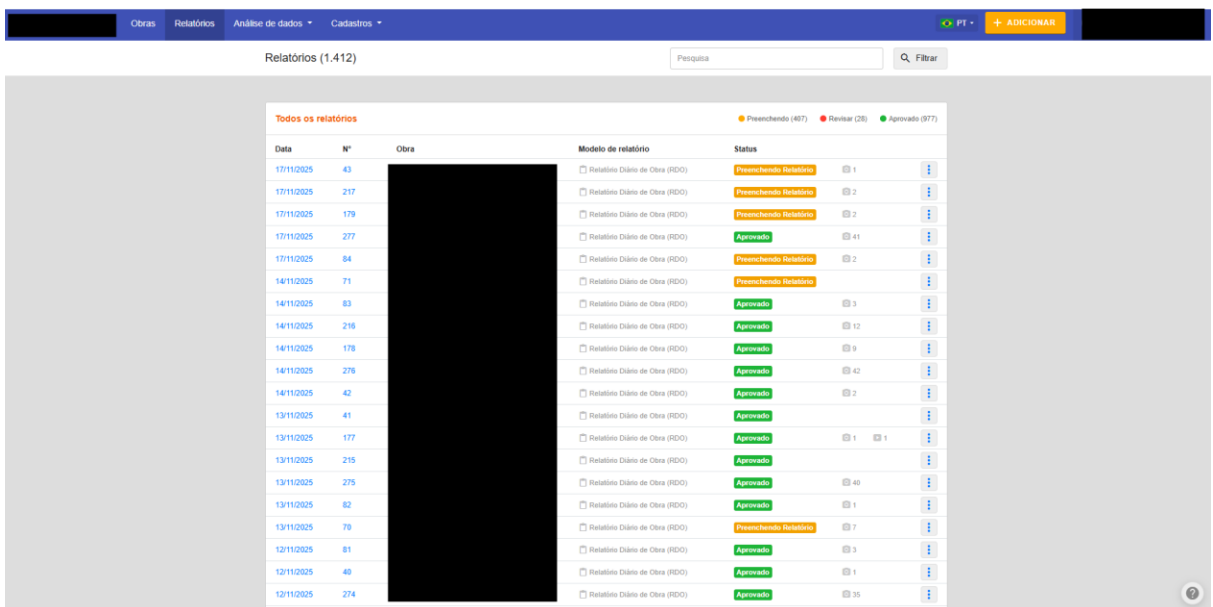 Obras Relatórios Análise de dados Cadastros PT + ADICIONAR
Relatórios (1.412) Pesquisa Filtrar
Todos os relatórios Preenchendo (407) Revisar (28) Aprovado (977)
Data N° Obra Modelo de relatório Status
17/11/2025 43 Relatório Diário de Obra (RDO) Preenchendo Relatório 1
17/11/2025 217 Relatório Diário de Obra (RDO) Preenchendo Relatório 2
17/11/2025 179 Relatório Diário de Obra (RDO) Preenchendo Relatório 2
17/11/2025 277 Relatório Diário de Obra (RDO) Aprovado 41
17/11/2025 84 Relatório Diário de Obra (RDO) Preenchendo Relatório 2
14/11/2025 71 Relatório Diário de Obra (RDO) Preenchendo Relatório
14/11/2025 83 Relatório Diário de Obra (RDO) Aprovado 3
14/11/2025 216 Relatório Diário de Obra (RDO) Aprovado 12
14/11/2025 178 Relatório Diário de Obra (RDO) Aprovado 9
14/11/2025 276 Relatório Diário de Obra (RDO) Aprovado 42
14/11/2025 42 Relatório Diário de Obra (RDO) Aprovado 2
13/11/2025 41 Relatório Diário de Obra (RDO) Aprovado
13/11/2025 177 Relatório Diário de Obra (RDO) Aprovado 1 1
13/11/2025 215 Relatório Diário de Obra (RDO) Aprovado
13/11/2025 275 Relatório Diário de Obra (RDO) Aprovado 40
13/11/2025 82 Relatório Diário de Obra (RDO) Aprovado 1
13/11/2025 70 Relatório Diário de Obra (RDO) Preenchendo Relatório 7
12/11/2025 81 Relatório Diário de Obra (RDO) Aprovado 3
12/11/2025 40 Relatório Diário de Obra (RDO) Aprovado 1
12/11/2025 274 Relatório Diário de Obra (RDO) Aprovado 35
?